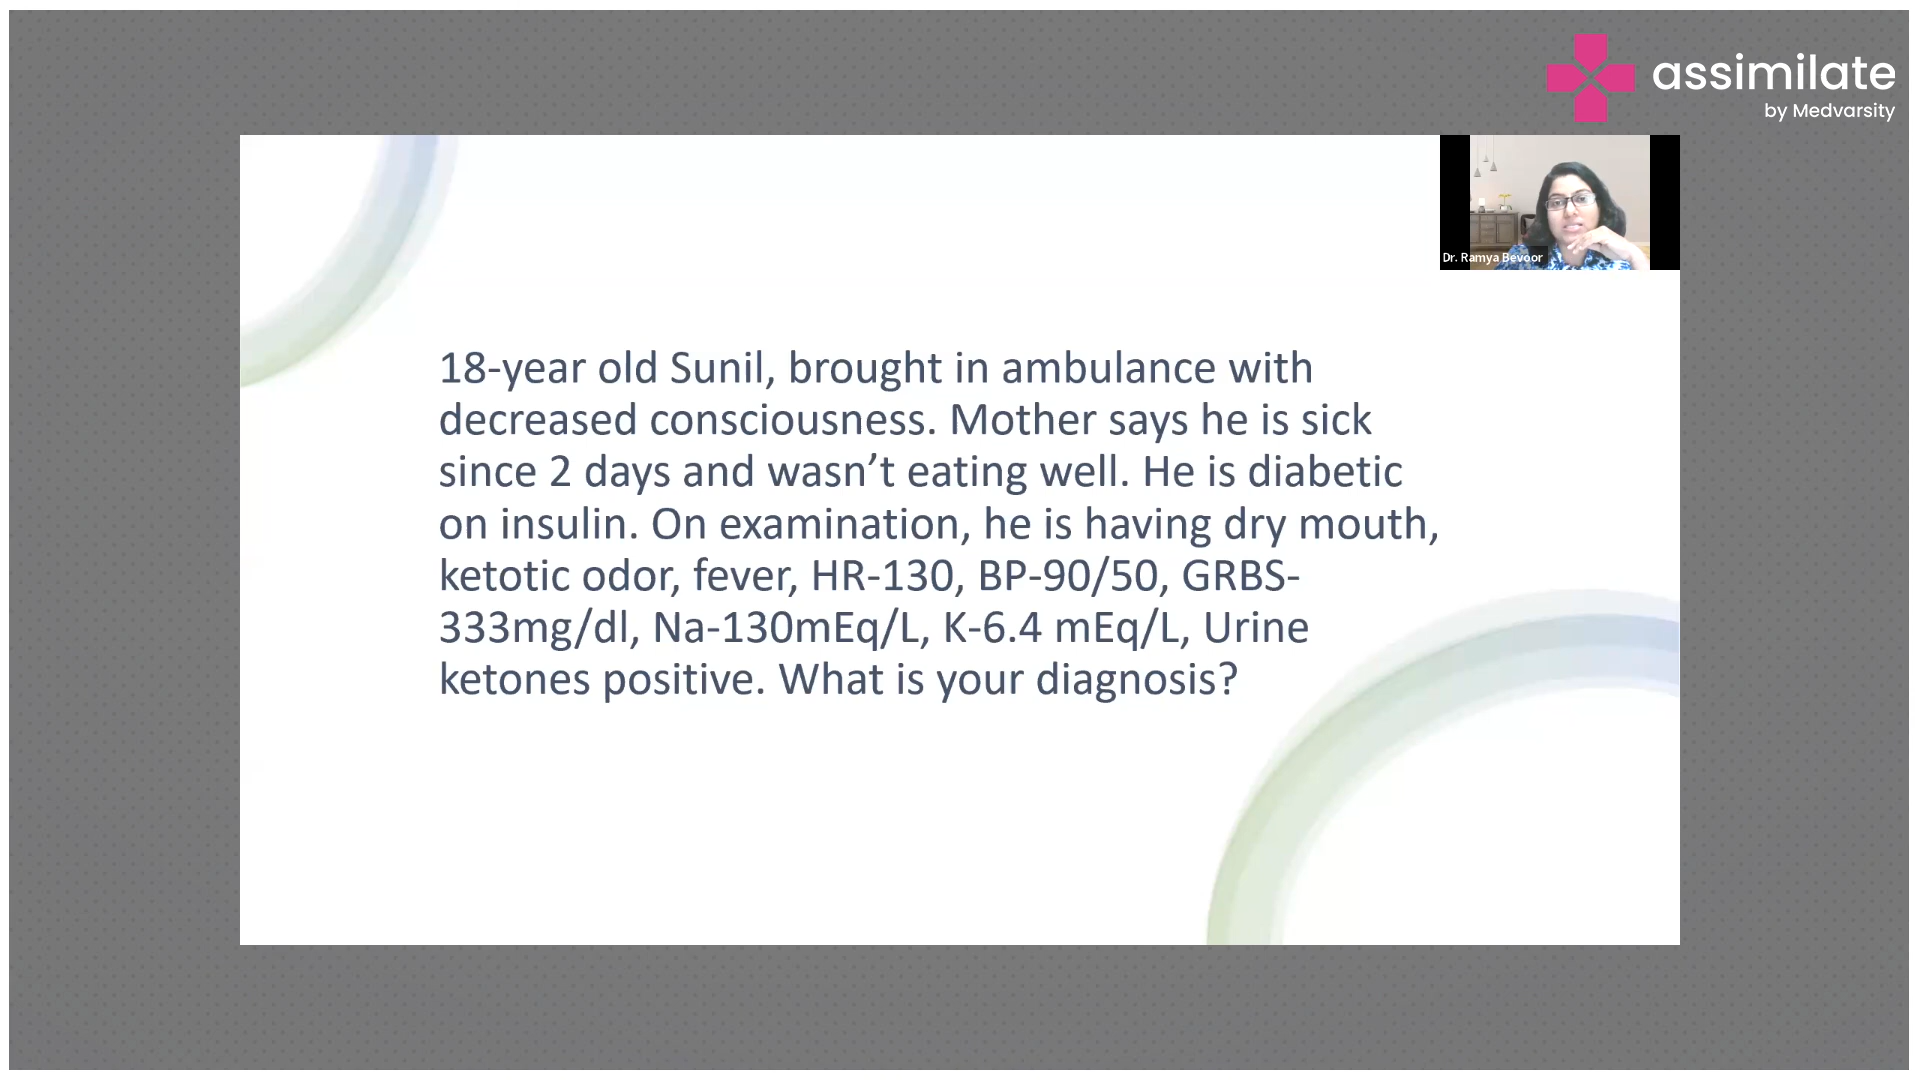 assimilate
by Medvarsity
Dr. Ramya Bevoor
18-year old Sunil, brought in ambulance with
decreased consciousness. Mother says he is sick
since 2 days and wasn’t eating well. He is diabetic
on insulin. On examination, he is having dry mouth,
ketotic odor, fever, HR-130, BP-90/50, GRBS-
333mg/dl, Na-130mEq/L, K-6.4 mEq/L, Urine
ketones positive. What is your diagnosis?